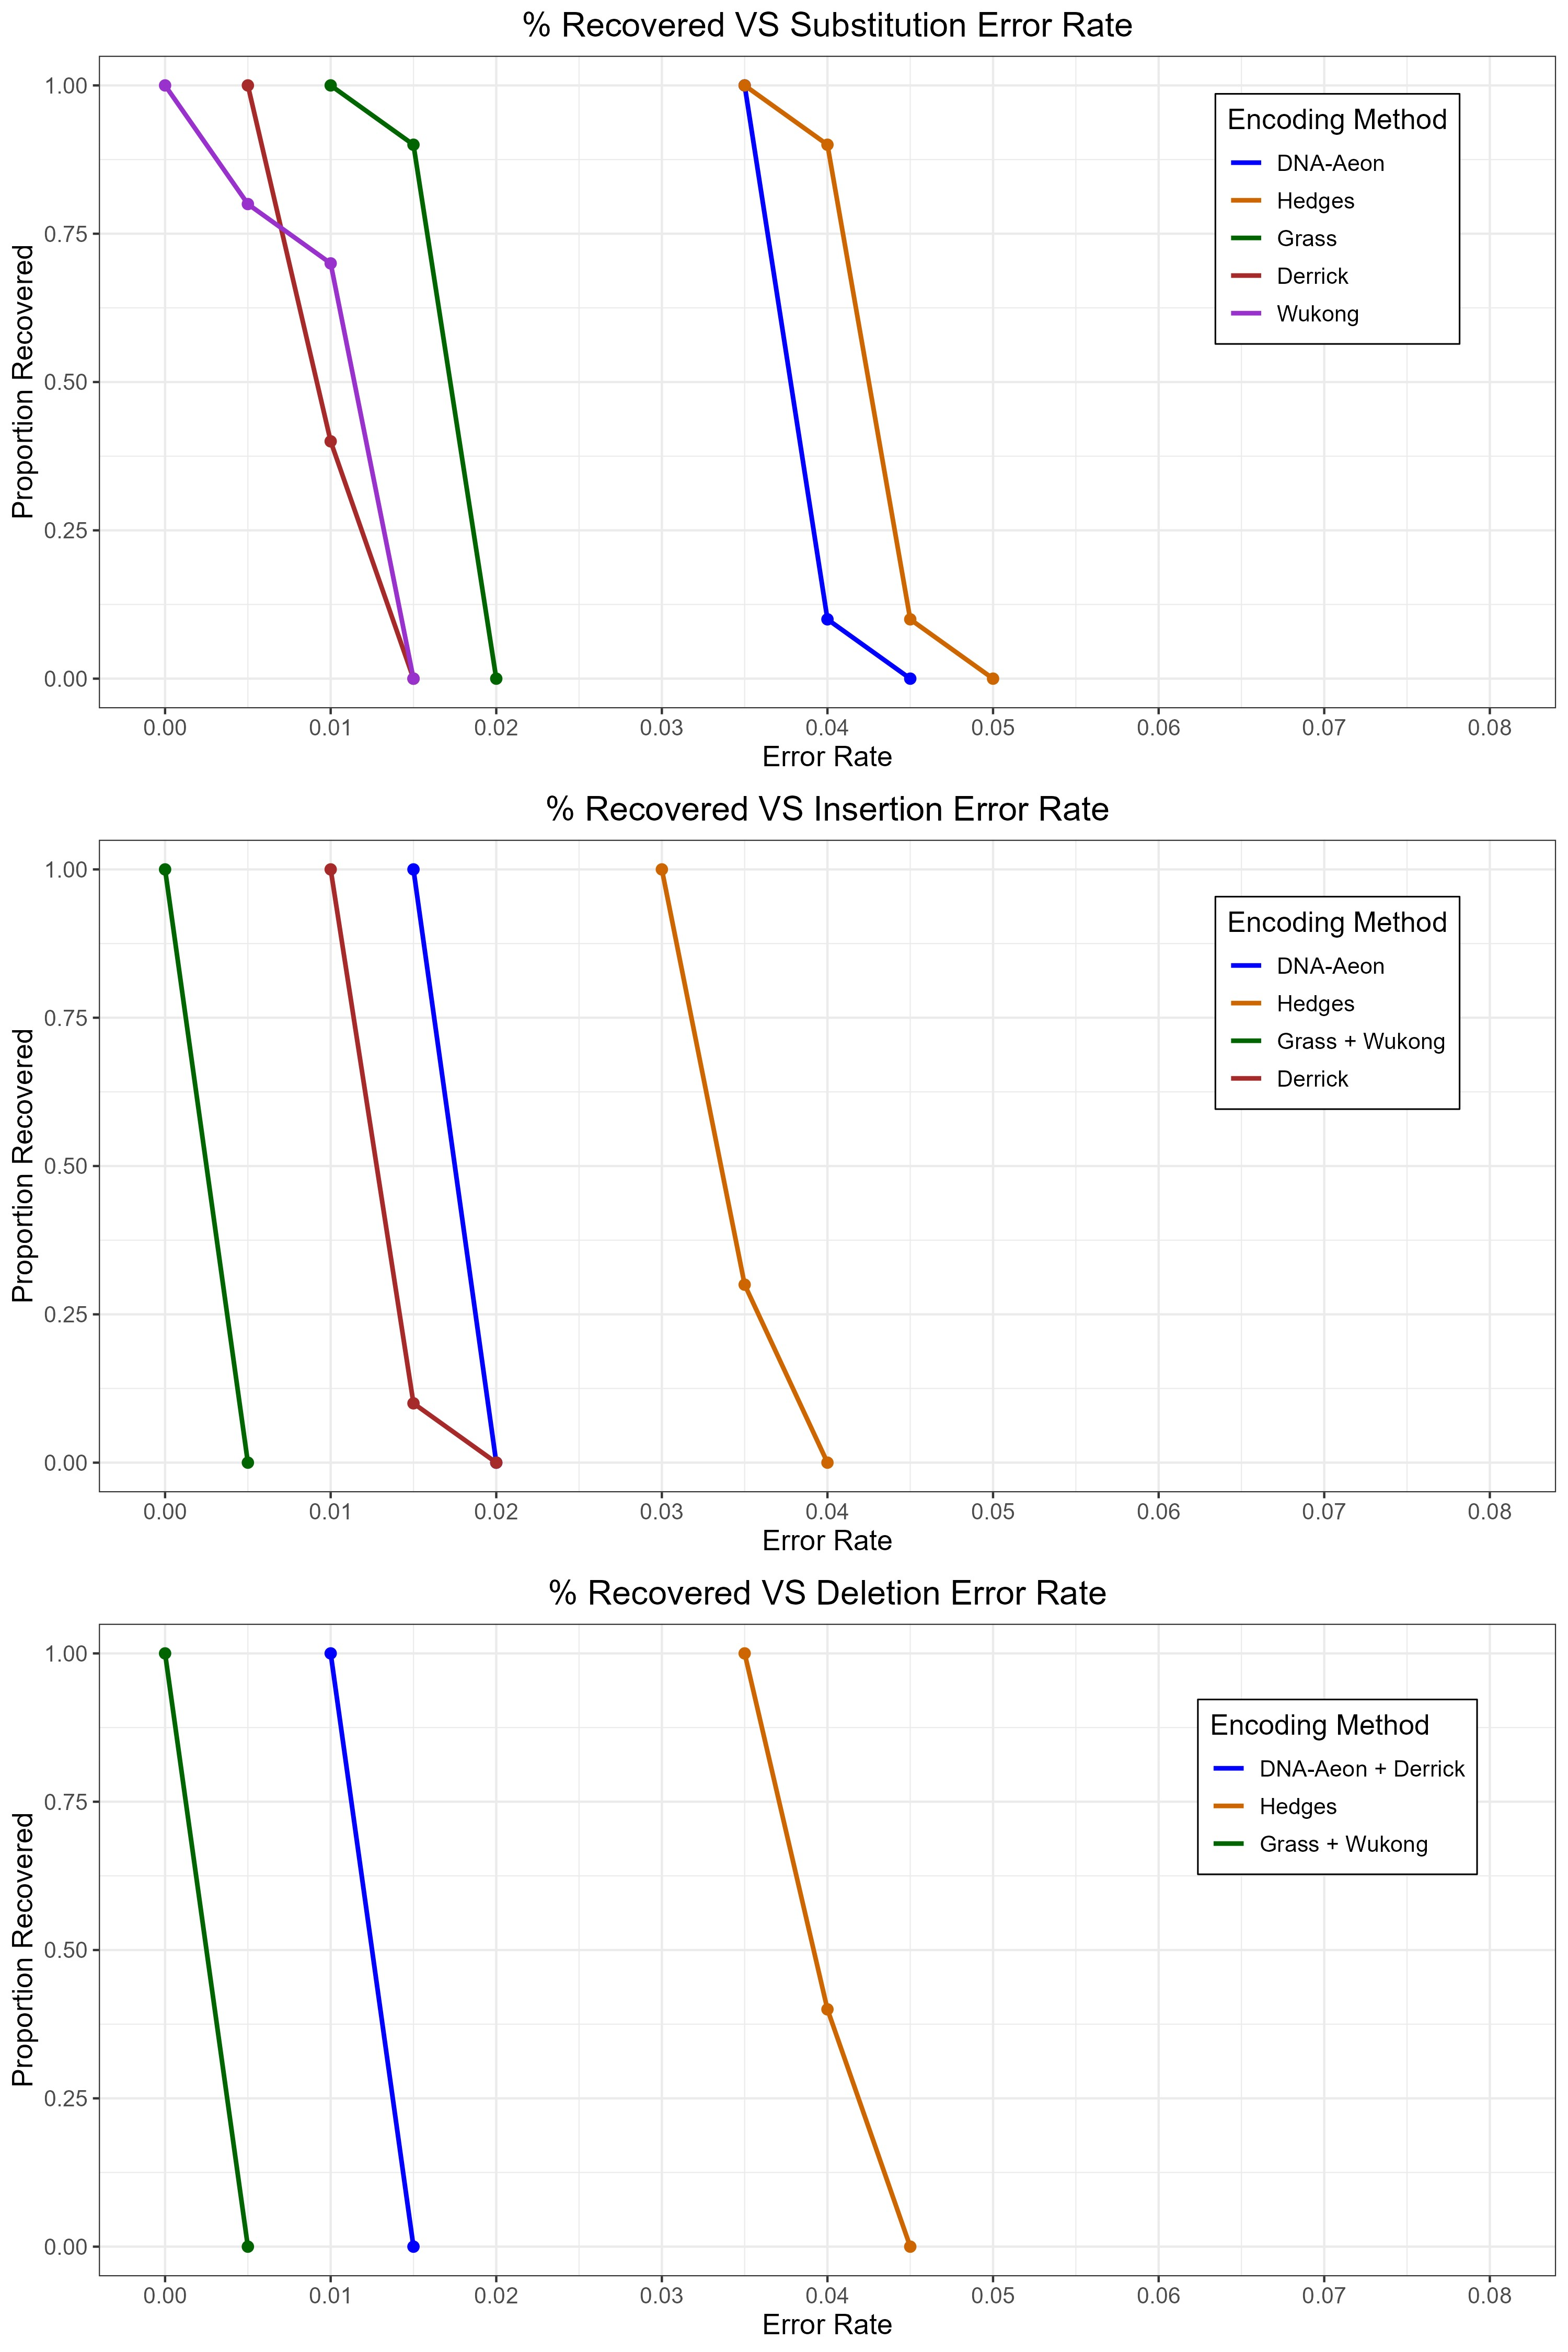 % Recovered VS Substitution Error Rate
Proportion Recovered
1.00
0.75
0.50
0.25
0.00
Encoding Method
DNA-Aeon
Hedges
Grass
Derrick
Wukong
0.00 0.01 0.02 0.03 0.04 0.05 0.06 0.07 0.08
Error Rate
% Recovered VS Insertion Error Rate
Proportion Recovered
1.00
0.75
0.50
0.25
0.00
Encoding Method
DNA-Aeon
Hedges
Grass + Wukong
Derrick
0.00 0.01 0.02 0.03 0.04 0.05 0.06 0.07 0.08
Error Rate
% Recovered VS Deletion Error Rate
Proportion Recovered
1.00
0.75
0.50
0.25
0.00
Encoding Method
DNA-Aeon + Derrick
Hedges
Grass + Wukong
0.00 0.01 0.02 0.03 0.04 0.05 0.06 0.07 0.08
Error Rate